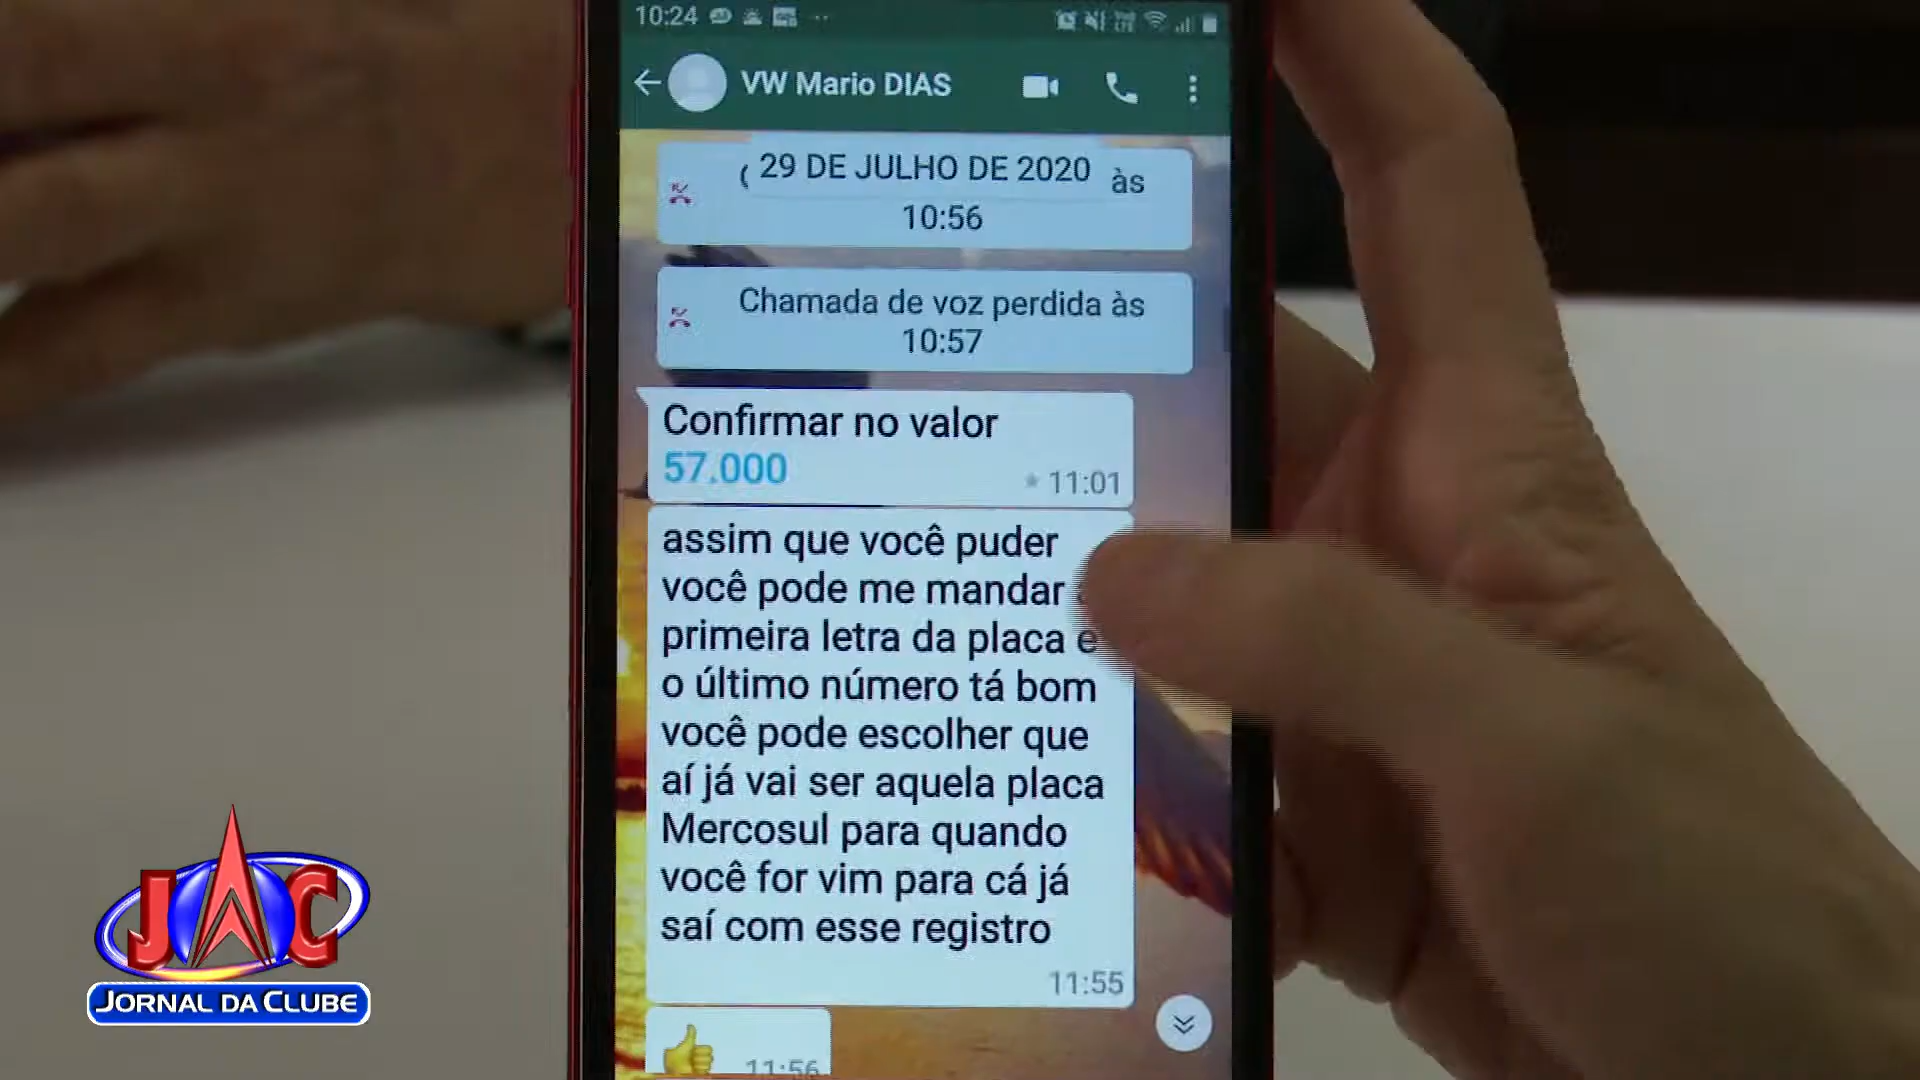 10:24
VW Mario DIAS
29 DE JULHO DE 2020
às
10:56
Chamada de voz perdida às
10:57
Confirmar no valor
57.000
11:01
assim que você puder
você pode me mandar
primeira letra da placa e
o último número tá bom
você pode escolher que
aí já vai ser aquela placa
Mercosul para quando
você for vim para cá já
saí com esse registro
11:55
👍
11:56
JAC
JORNAL DA CLUBE